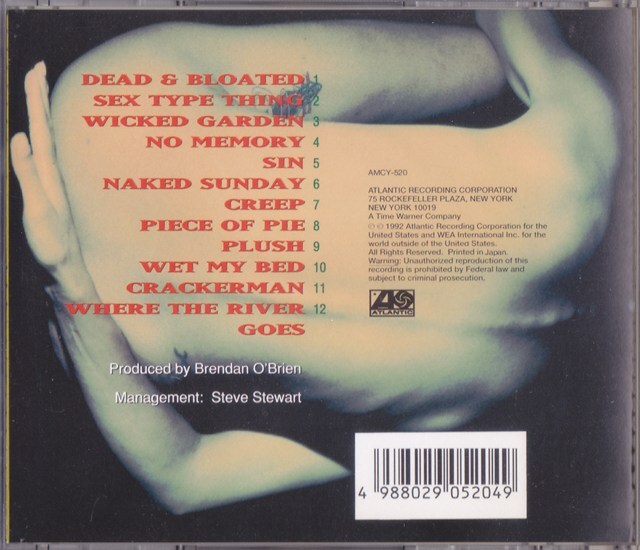 DEAD & BLOATED 1
SEX TYPE THING 2
WICKED GARDEN 3
NO MEMORY 4
SIN 5
NAKED SUNDAY 6
CREEP 7
PIECE OF PIE 8
PLUSH 9
WET MY BED 10
CRACKERMAN 11
WHERE THE RIVER 12
GOES
Produced by Brendan O'Brien
Management: Steve Stewart
AMCY-520
ATLANTIC RECORDING CORPORATION
75 ROCKEFELLER PLAZA, NEW YORK
NEW YORK 10019
A Time Warner Company
℗ © 1992 Atlantic Recording Corporation for the
United States and WEA International Inc. for the
world outside of the United States.
All Rights Reserved. Printed in Japan.
Warning: Unauthorized reproduction of this
recording is prohibited by Federal law and
subject to criminal prosecution.
ATLANTIC
4 988029 052049